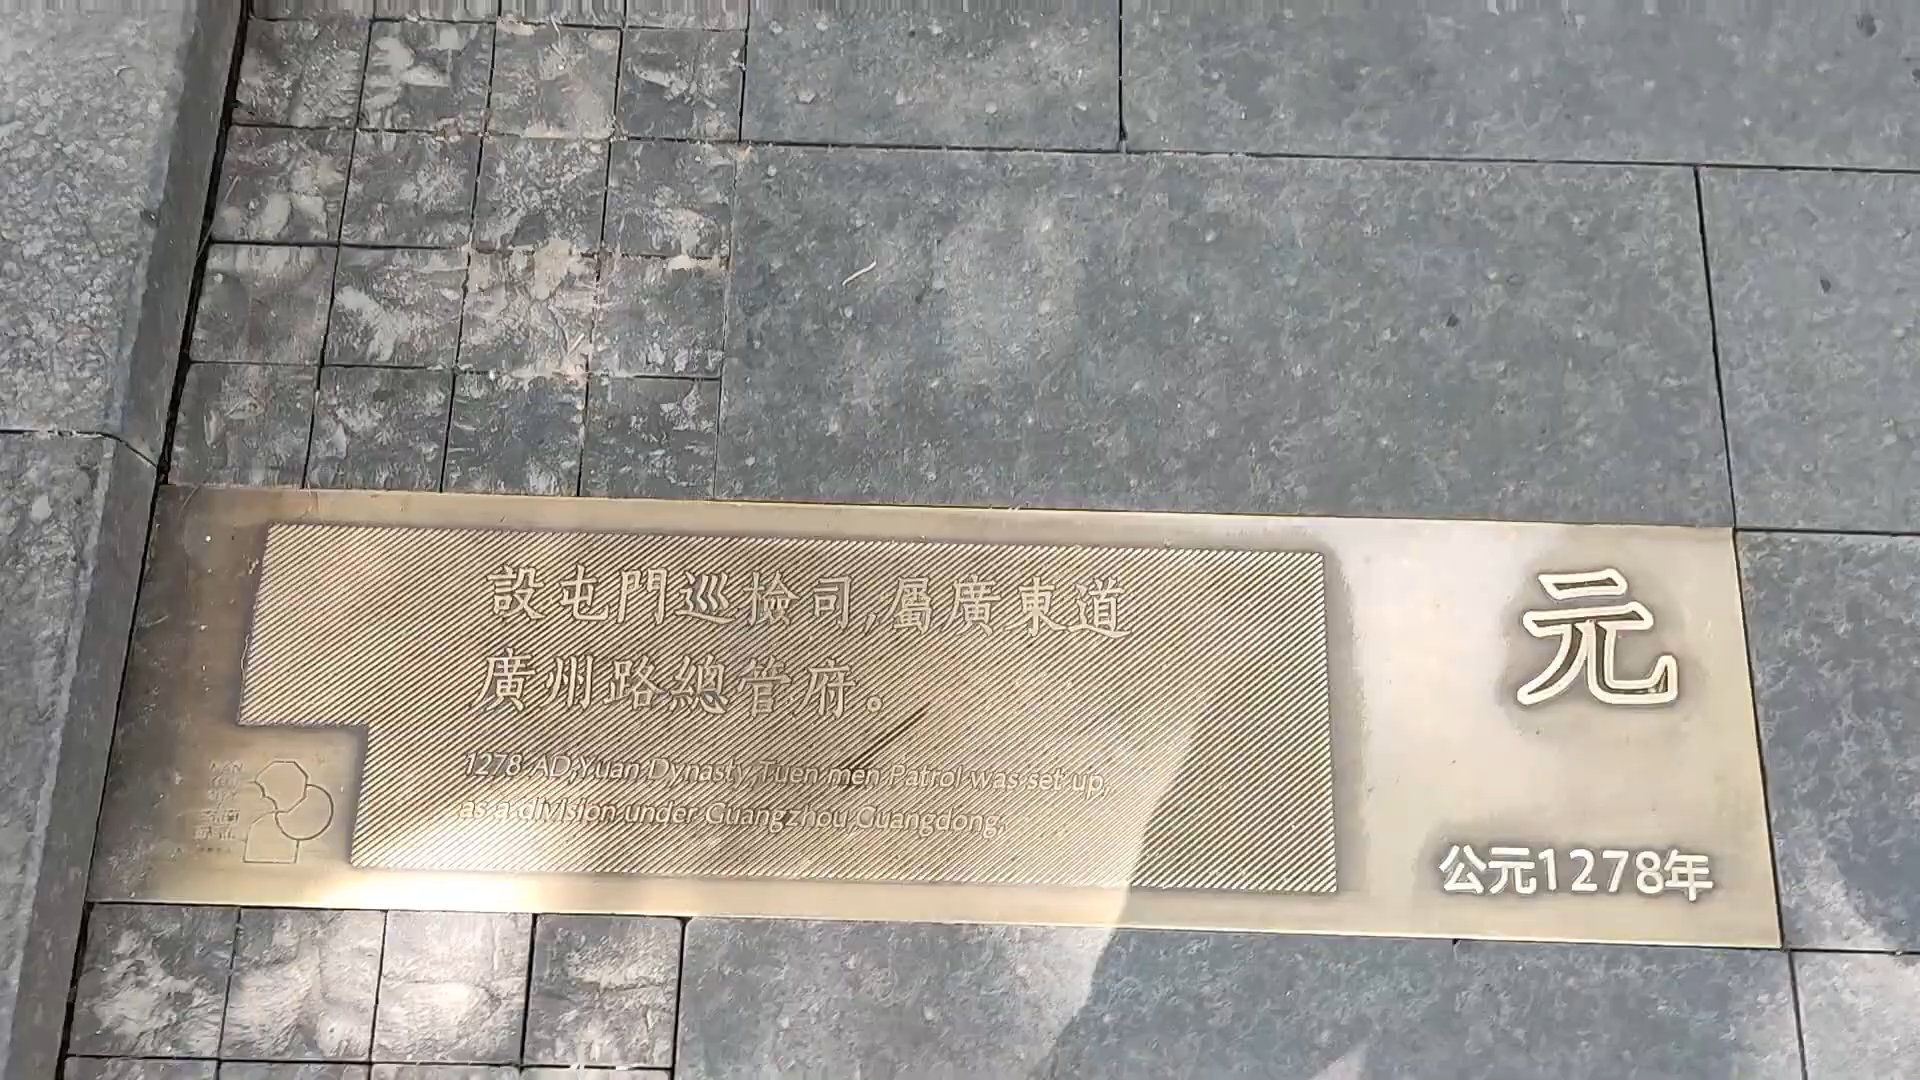 設屯門巡檢司,屬廣東道
廣州路總管府。
1278 AD,Yuan Dynasty,Tuen men Patrol was set up,
as a division under Guangzhou,Guangdong.
元
公元1278年
NAN